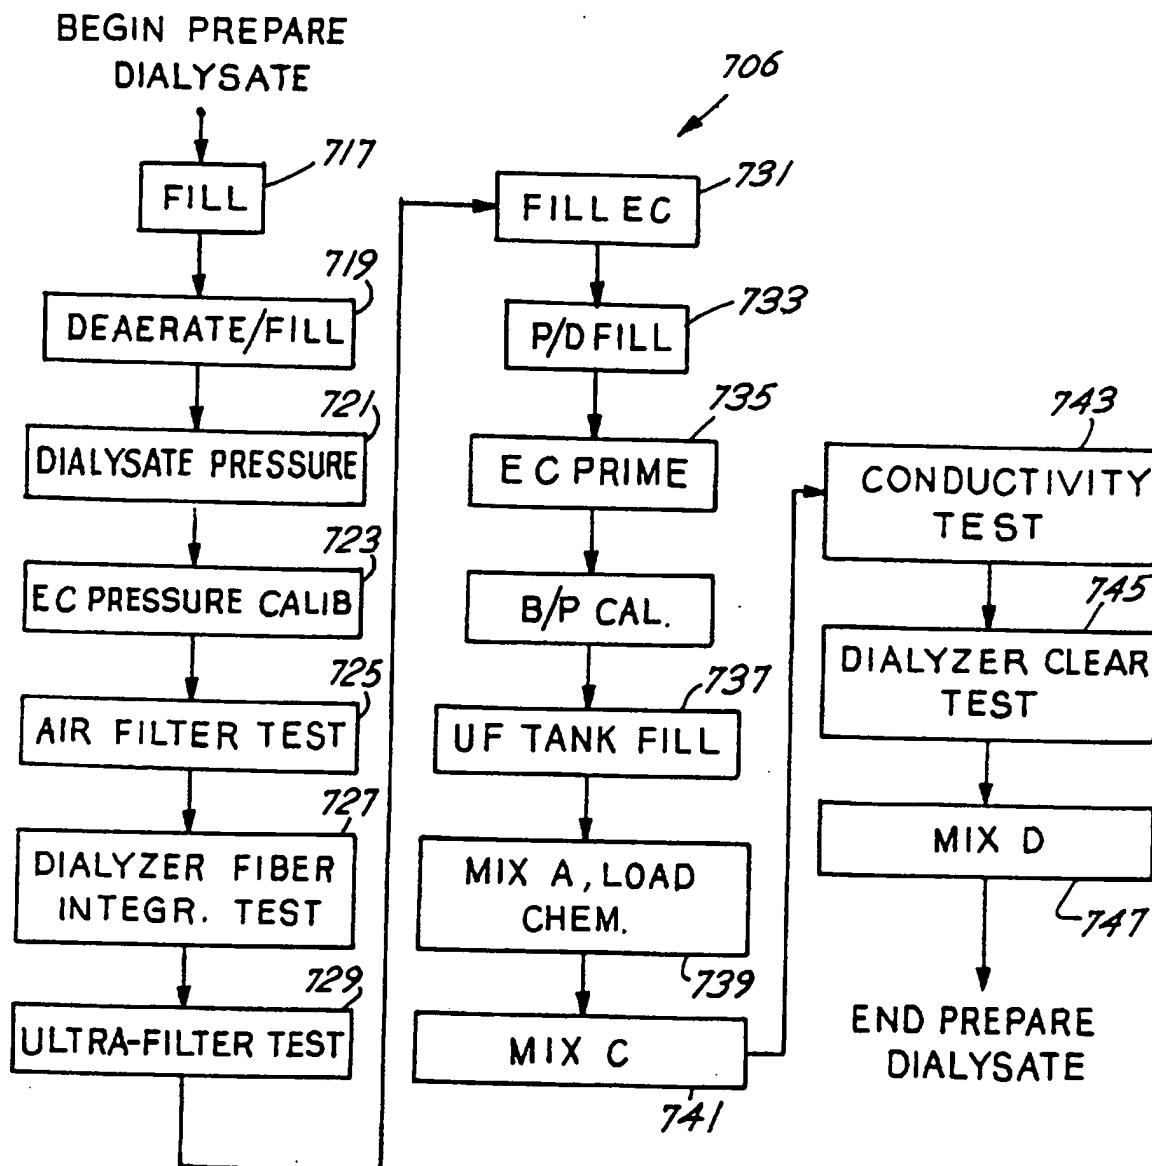 BEGIN PREPARE
DIALYSATE
717
FILL
719
DEAERATE/FILL
721
DIALYSATE PRESSURE
723
EC PRESSURE CALIB
725
AIR FILTER TEST
727
DIALYZER FIBER
INTEGR. TEST
729
ULTRA-FILTER TEST
706
731
FILL EC
733
P/D FILL
735
EC PRIME
B/P CAL.
737
UF TANK FILL
MIX A, LOAD
CHEM.
739
MIX C
741
743
CONDUCTIVITY
TEST
745
DIALYZER CLEAR
TEST
MIX D
747
END PREPARE
DIALYSATE